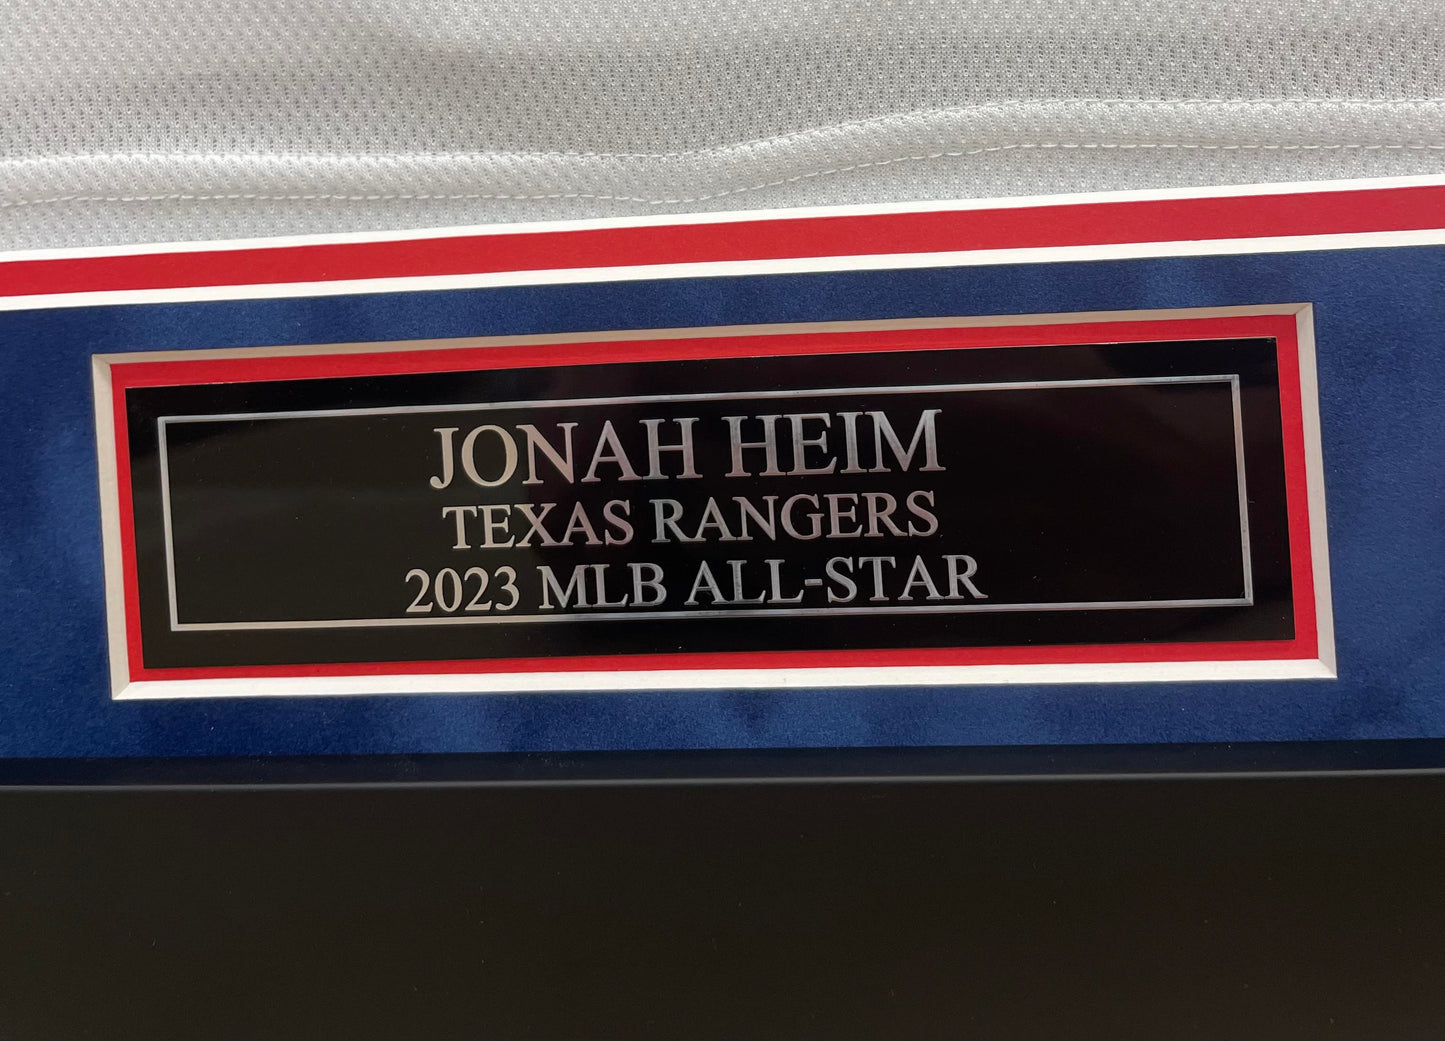 JONAH HEIM
TEXAS RANGERS
2023 MLB ALL-STAR